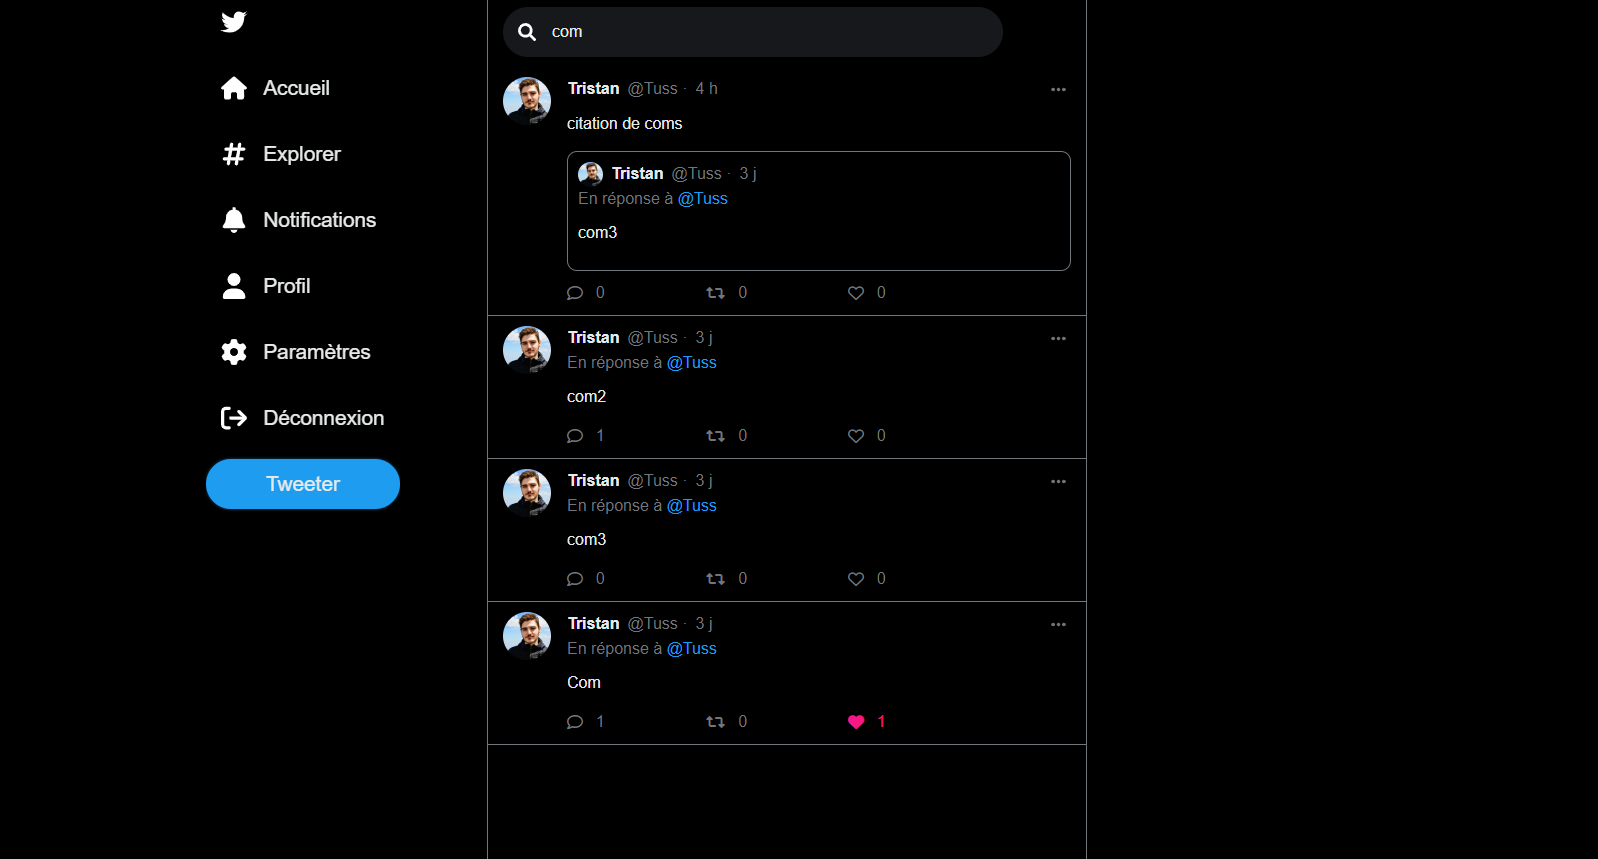 Accueil
Explorer
Notifications
Profil
Paramètres
Déconnexion
Tweeter
com
Tristan @Tuss · 4 h
citation de coms
Tristan @Tuss · 3 j
En réponse à @Tuss
com3
0 0 0
Tristan @Tuss · 3 j
En réponse à @Tuss
com2
1 0 0
Tristan @Tuss · 3 j
En réponse à @Tuss
com3
0 0 0
Tristan @Tuss · 3 j
En réponse à @Tuss
Com
1 0 1